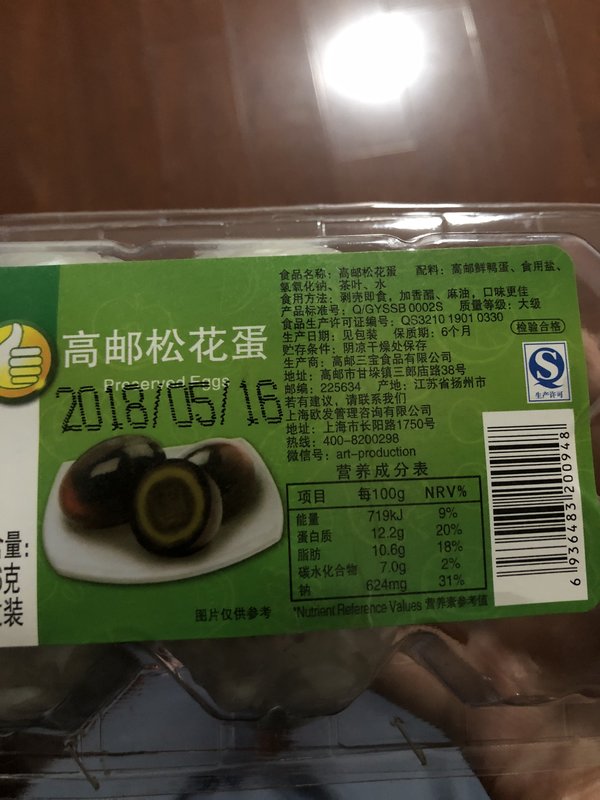 高邮松花蛋
Preserved Eggs
2018/05/16
食品名称：高邮松花蛋 配料：高邮鲜鸭蛋、食用盐、
氢氧化钠、茶叶、水
食用方法：剥壳即食，加香醋、麻油，口味更佳
产品标准号：Q/GYSSB 0002S 质量等级：大级
食品生产许可证编号：QS3210 1901 0330
生产日期：见包装 保质期：6个月
检验合格
贮存条件：阴凉干燥处保存
生产商：高邮三宝食品有限公司
地址：高邮市甘垛镇三郎庙路38号
邮编：225634 产地：江苏省扬州市
若有建议，请联系我们
上海欧发管理咨询有限公司
地址：上海市长阳路1750号
热线：400-8200298
微信号：art-production
生产许可
营养成分表
项目 每100g NRV%
能量 719kJ 9%
蛋白质 12.2g 20%
脂肪 10.6g 18%
碳水化合物 7.0g 2%
钠 624mg 31%
*Nutrient Reference Values 营养素参考值
图片仅供参考
6 936483 200948
量:
克
装